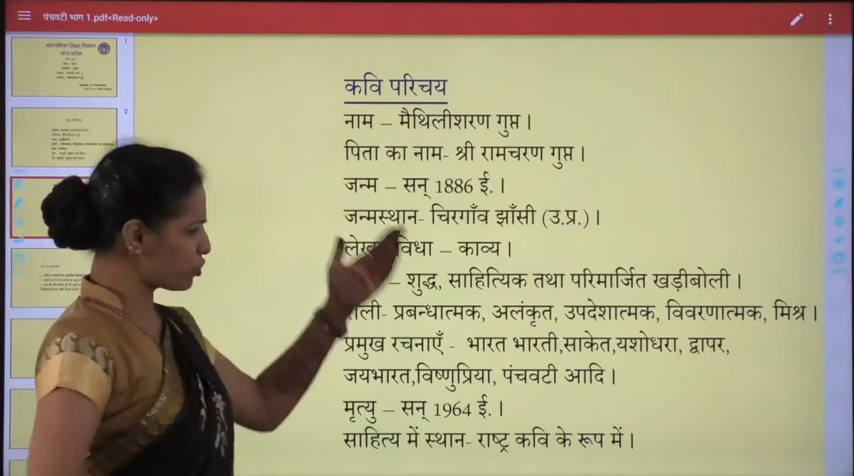 पंचवटी भाग 1.pdf<Read-only>
1
2
कवि परिचय
नाम – मैथिलीशरण गुप्त ।
पिता का नाम- श्री रामचरण गुप्त ।
जन्म – सन् 1886 ई. ।
जन्मस्थान- चिरगाँव झाँसी (उ.प्र.) ।
विधा – काव्य ।
– शुद्ध, साहित्यिक तथा परिमार्जित खड़ीबोली ।
प्रबन्धात्मक, अलंकृत, उपदेशात्मक, विवरणात्मक, मिश्र ।
प्रमुख रचनाएँ - भारत भारती,साकेत,यशोधरा, द्वापर,
जयभारत,विष्णुप्रिया, पंचवटी आदि ।
मृत्यु – सन् 1964 ई. ।
साहित्य में स्थान- राष्ट्र कवि के रूप में ।